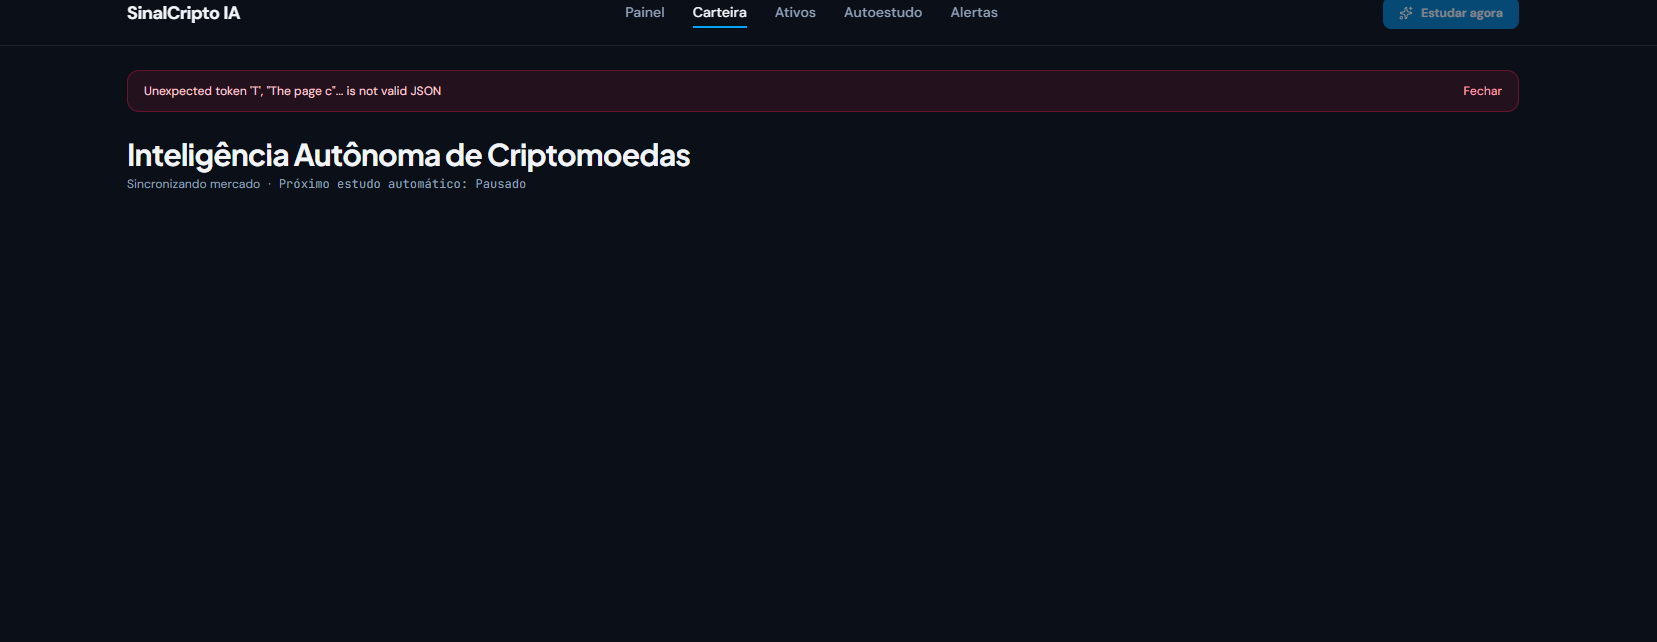 SinalCripto IA
Painel Carteira Ativos Autoestudo Alertas
Estudar agora
Unexpected token 'T', "The page c"... is not valid JSON
Fechar
Inteligência Autônoma de Criptomoedas
Sincronizando mercado · Próximo estudo automático: Pausado